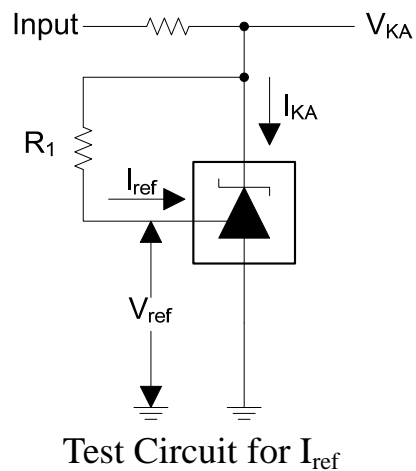 Input
V_KA
I_KA
R_1
I_ref
V_ref
Test Circuit for I_ref